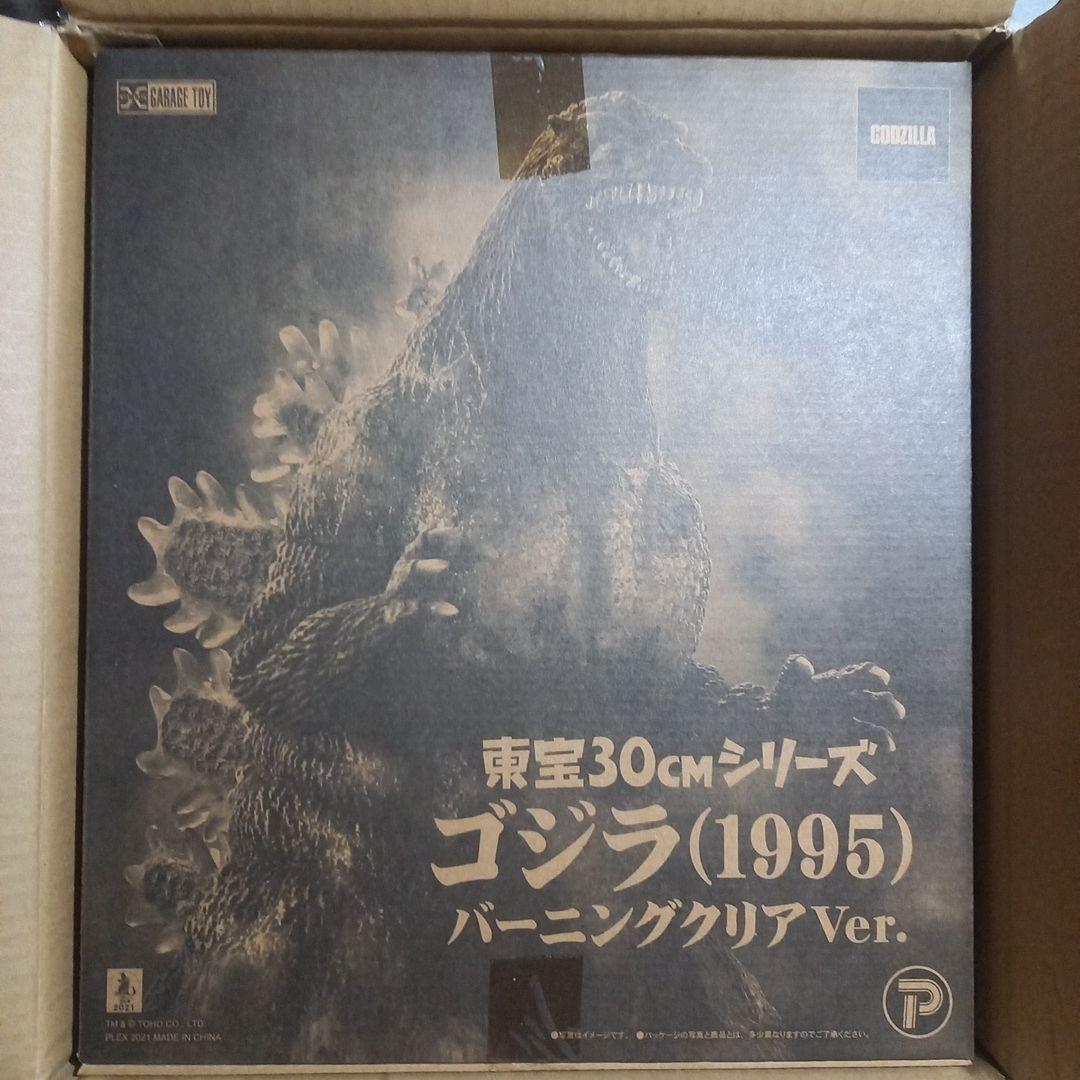 GARAGE TOY
GODZILLA
東宝30CMシリーズ
ゴジラ(1995)
バーニングクリアVer.
2021
TM & © TOHO CO., LTD.
PLEX 2021 MADE IN CHINA
●写真はイメージです。 ●パッケージの写真と商品とは、多少異なりますのでご了承ください。
P